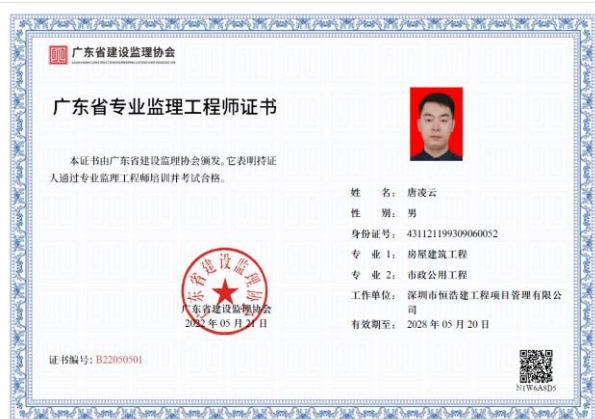 广东省建设监理协会
广东省专业监理工程师证书
本证书由广东省建设监理协会颁发。它表明持证
人通过专业监理工程师培训并考试合格。
姓 名： 唐凌云
性 别： 男
身份证号： 431121199309060052
专 业 1： 房屋建筑工程
专 业 2： 市政公用工程
工作单位： 深圳市恒浩建工程项目管理有限公
司
有效期至： 2028 年 05 月 20 日
广东省建设监理协会
广东省建设监理协会
2022 年 05 月 21 日
证书编号：B22050501
N1W6A8D5